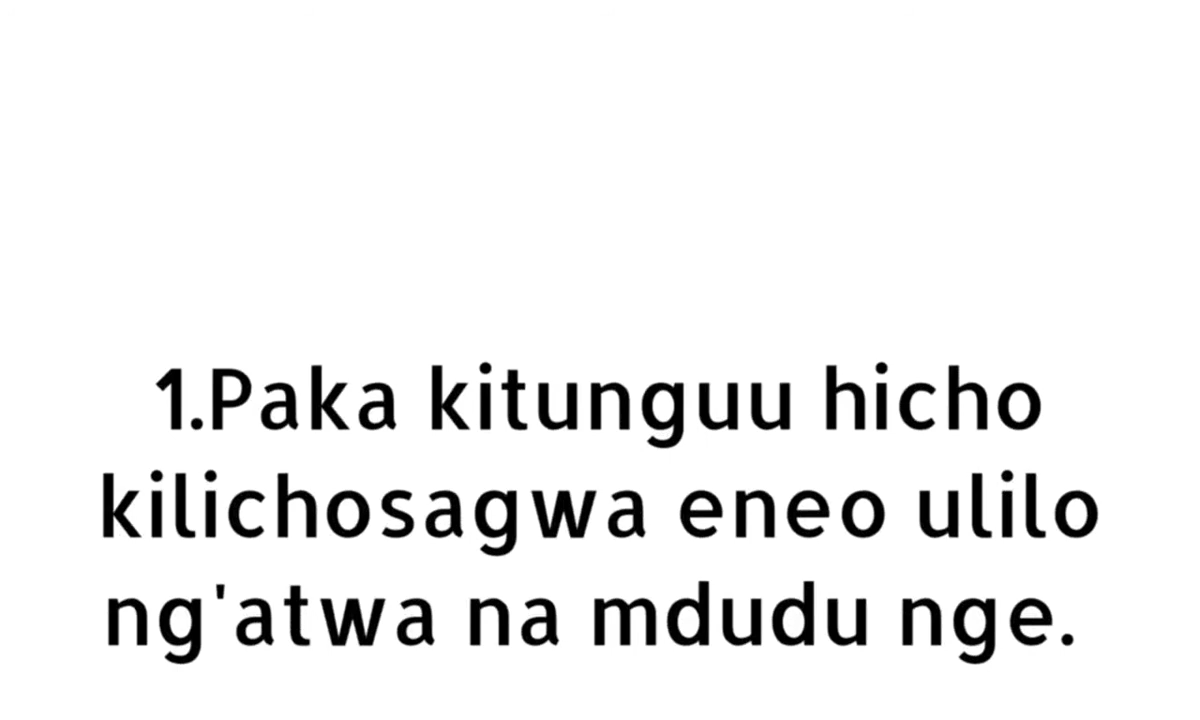 1.Paka kitunguu hicho
kilichosagwa eneo ulilo
ng'atwa na mdudu nge.